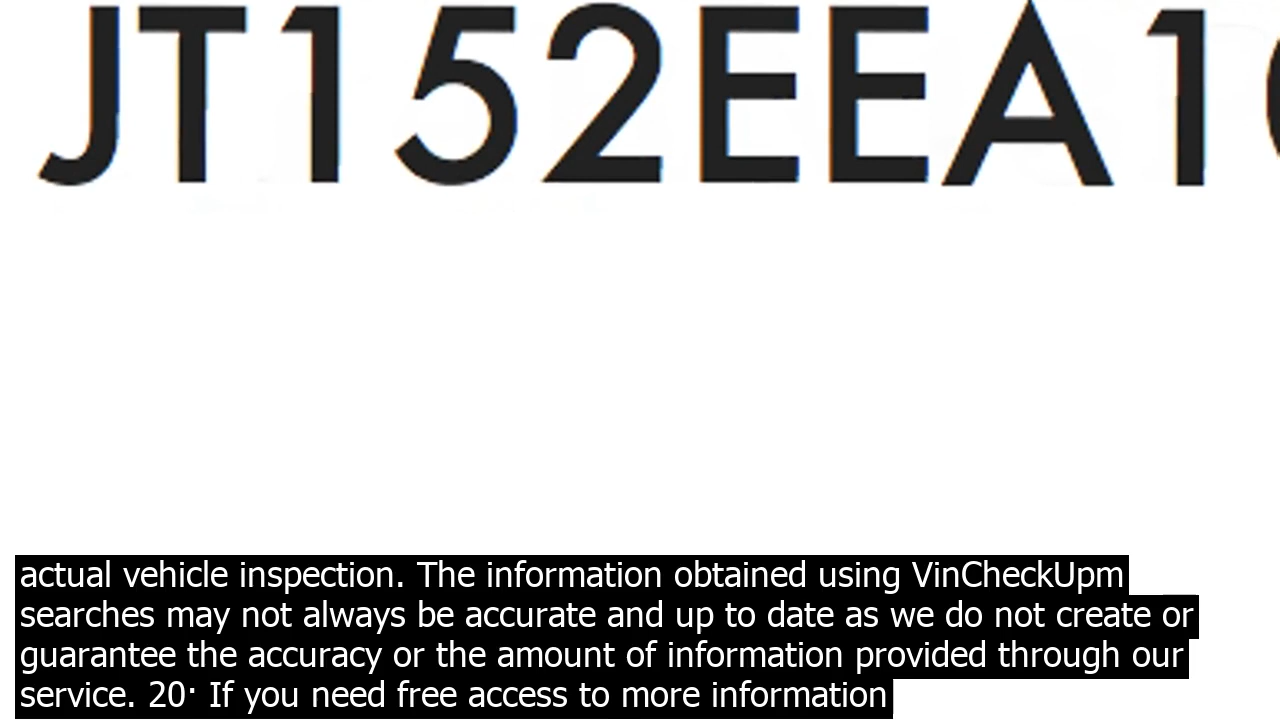 JT152EEA1
actual vehicle inspection. The information obtained using VinCheckUpm
searches may not always be accurate and up to date as we do not create or
guarantee the accuracy or the amount of information provided through our
service. 20· If you need free access to more information